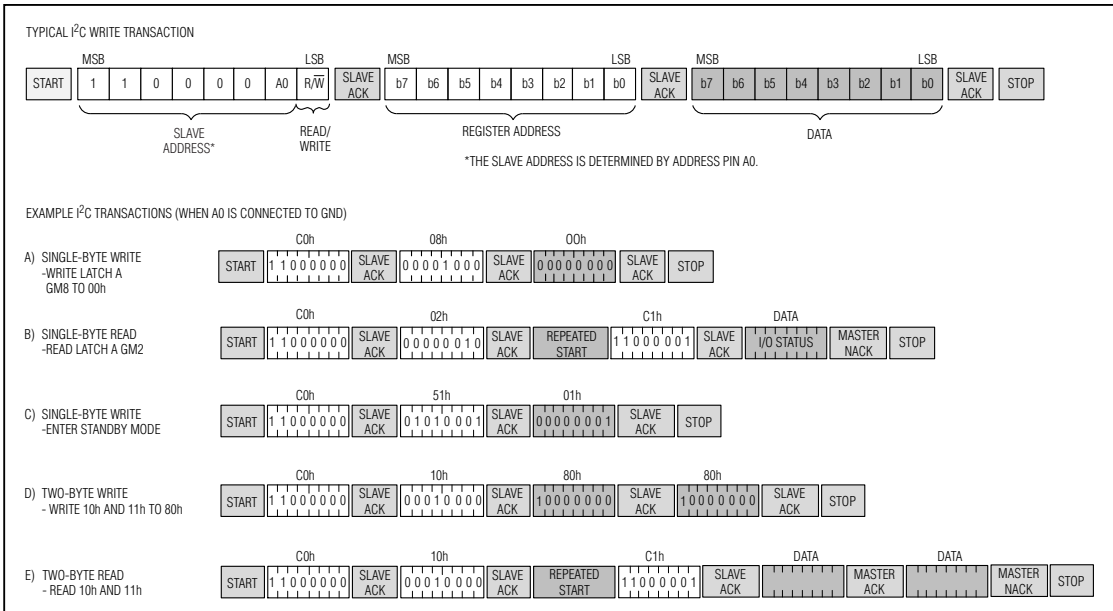 TYPICAL I²C WRITE TRANSACTION
MSB LSB MSB LSB MSB LSB
START 1 1 0 0 0 0 A0 R/W̅ SLAVE ACK b7 b6 b5 b4 b3 b2 b1 b0 SLAVE ACK b7 b6 b5 b4 b3 b2 b1 b0 SLAVE ACK STOP
SLAVE ADDRESS* READ/ WRITE REGISTER ADDRESS DATA
*THE SLAVE ADDRESS IS DETERMINED BY ADDRESS PIN A0.
EXAMPLE I²C TRANSACTIONS (WHEN A0 IS CONNECTED TO GND)
C0h 08h OOh
A) SINGLE-BYTE WRITE
-WRITE LATCH A
GM8 TO 00h
START 1 1 0 0 0 0 0 0 SLAVE ACK 0 0 0 0 1 0 0 0 SLAVE ACK 0 0 0 0 0 0 0 0 SLAVE ACK STOP
C0h 02h C1h DATA
B) SINGLE-BYTE READ
-READ LATCH A GM2
START 1 1 0 0 0 0 0 0 SLAVE ACK 0 0 0 0 0 0 1 0 SLAVE ACK REPEATED START 1 1 0 0 0 0 0 1 SLAVE ACK I/O STATUS MASTER NACK STOP
C0h 51h 01h
C) SINGLE-BYTE WRITE
-ENTER STANDBY MODE
START 1 1 0 0 0 0 0 0 SLAVE ACK 0 1 0 1 0 0 0 1 SLAVE ACK 0 0 0 0 0 0 0 1 SLAVE ACK STOP
C0h 10h 80h 80h
D) TWO-BYTE WRITE
- WRITE 10h AND 11h TO 80h
START 1 1 0 0 0 0 0 0 SLAVE ACK 0 0 0 1 0 0 0 0 SLAVE ACK 1 0 0 0 0 0 0 0 SLAVE ACK 1 0 0 0 0 0 0 0 SLAVE ACK STOP
C0h 10h C1h DATA DATA
E) TWO-BYTE READ
- READ 10h AND 11h
START 1 1 0 0 0 0 0 0 SLAVE ACK 0 0 0 1 0 0 0 0 SLAVE ACK REPEATED START 1 1 0 0 0 0 0 1 SLAVE ACK MASTER ACK MASTER NACK STOP